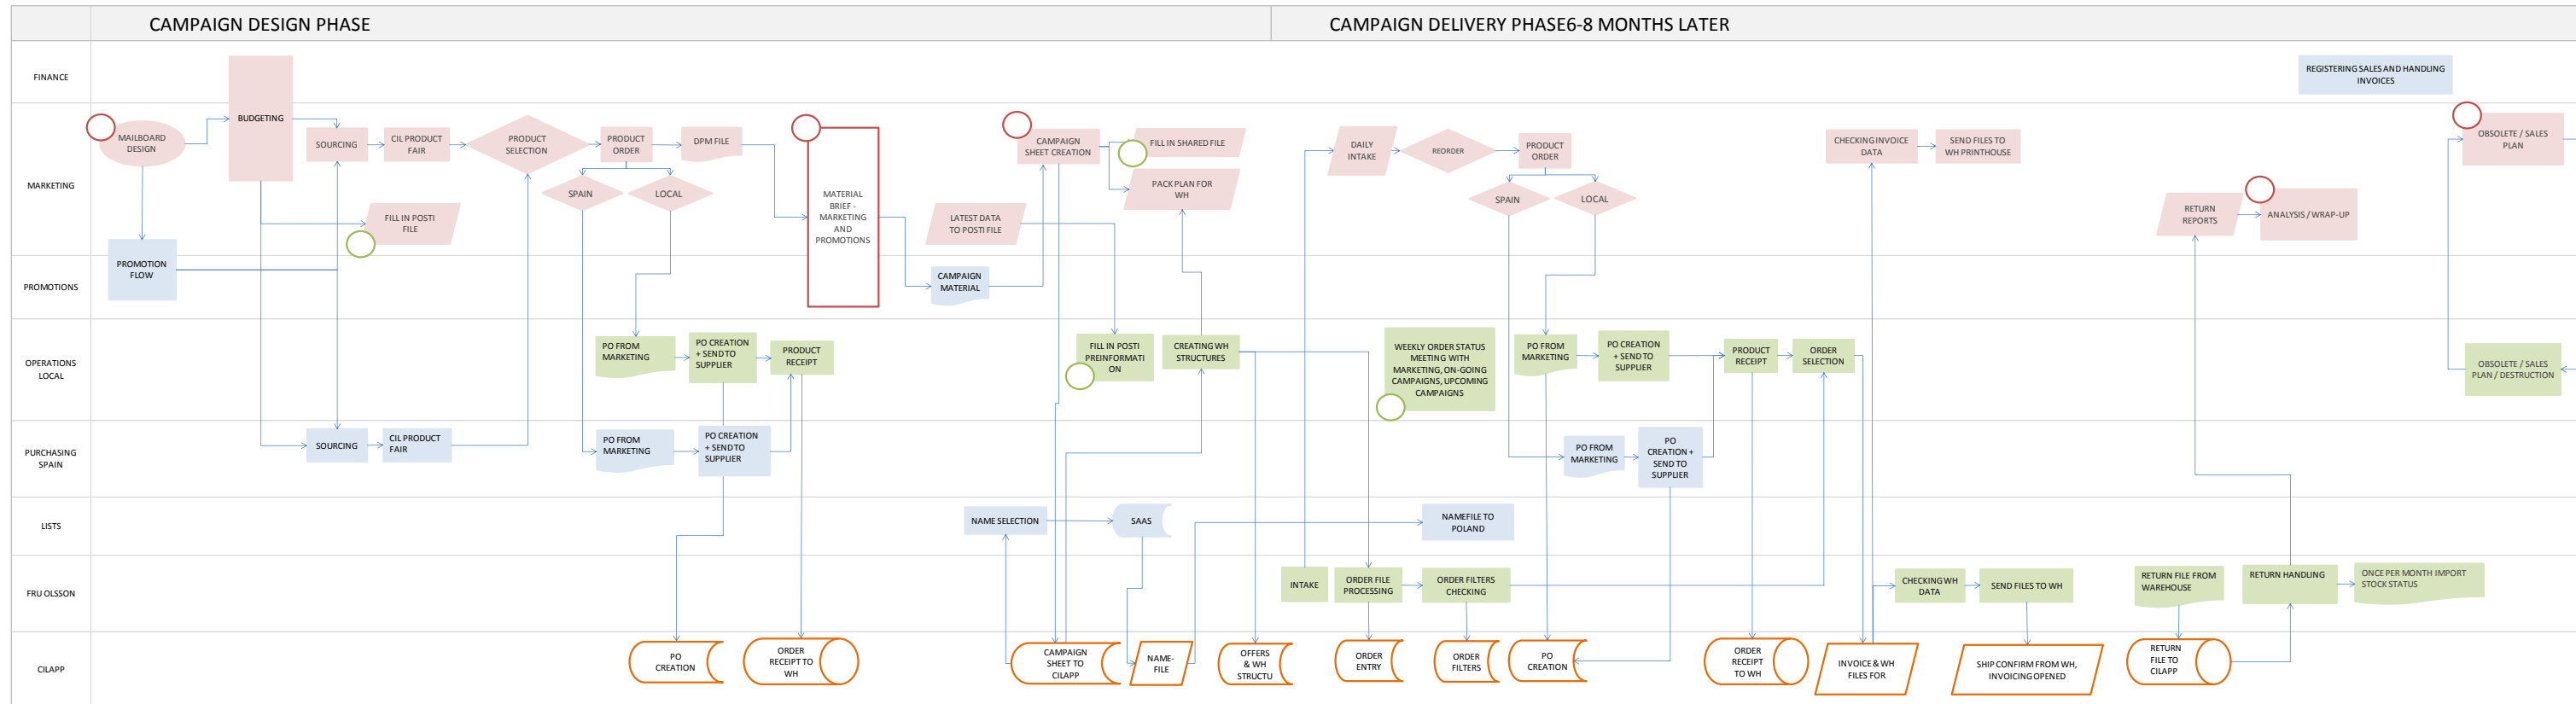 CAMPAIGN DESIGN PHASE
CAMPAIGN DELIVERY PHASE6-8 MONTHS LATER
FINANCE
REGISTERING SALES AND HANDLING
INVOICES
MARKETING
MAILBOARD
DESIGN
BUDGETING
SOURCING
CIL PRODUCT
FAIR
PRODUCT
SELECTION
PRODUCT
ORDER
DPM FILE
SPAIN
LOCAL
FILL IN POSTI
FILE
MATERIAL
BRIEF -
MARKETING
AND
PROMOTIONS
LATEST DATA
TO POSTI FILE
CAMPAIGN
SHEET CREATION
FILL IN SHARED FILE
PACK PLAN FOR
WH
DAILY
INTAKE
REORDER
PRODUCT
ORDER
SPAIN
LOCAL
CHECKING INVOICE
DATA
SEND FILES TO
WH PRINTHOUSE
RETURN
REPORTS
ANALYSIS / WRAP-UP
OBSOLETE / SALES
PLAN
PROMOTIONS
PROMOTION
FLOW
CAMPAIGN
MATERIAL
OPERATIONS
LOCAL
PO FROM
MARKETING
PO CREATION
+ SEND TO
SUPPLIER
PRODUCT
RECEIPT
FILL IN POSTI
PREINFORMATI
ON
CREATING WH
STRUCTURES
WEEKLY ORDER STATUS
MEETING WITH
MARKETING, ON-GOING
CAMPAIGNS, UPCOMING
CAMPAIGNS
PO FROM
MARKETING
PO CREATION
+ SEND TO
SUPPLIER
PRODUCT
RECEIPT
ORDER
SELECTION
OBSOLETE / SALES
PLAN / DESTRUCTION
PURCHASING
SPAIN
SOURCING
CIL PRODUCT
FAIR
PO FROM
MARKETING
PO CREATION
+ SEND TO
SUPPLIER
PO FROM
MARKETING
PO
CREATION +
SEND TO
SUPPLIER
LISTS
NAME SELECTION
SAAS
NAMEFILE TO
POLAND
FRU OLSSON
INTAKE
ORDER FILE
PROCESSING
ORDER FILTERS
CHECKING
CHECKING WH
DATA
SEND FILES TO WH
RETURN FILE FROM
WAREHOUSE
RETURN HANDLING
ONCE PER MONTH IMPORT
STOCK STATUS
CILAPP
PO
CREATION
ORDER
RECEIPT TO
WH
CAMPAIGN
SHEET TO
CILAPP
NAME-
FILE
OFFERS
& WH
STRUCTU
ORDER
ENTRY
ORDER
FILTERS
PO
CREATION
ORDER
RECEIPT
TO WH
INVOICE & WH
FILES FOR
SHIP CONFIRM FROM WH,
INVOICING OPENED
RETURN
FILE TO
CILAPP